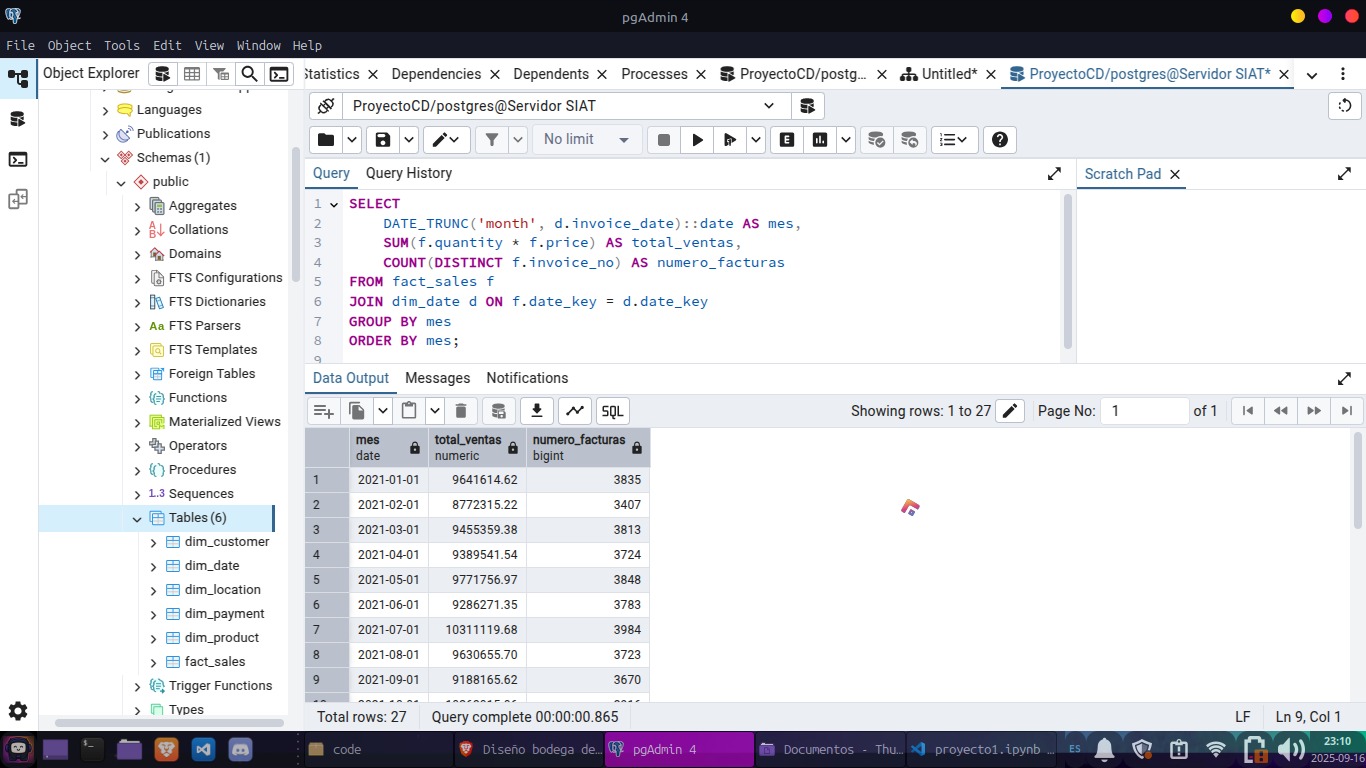 pgAdmin 4
File Object Tools Edit View Window Help
Object Explorer
Statistics Dependencies Dependents Processes ProyectoCD/postg... Untitled* ProyectoCD/postgres@Servidor SIAT*
Languages
Publications
Schemas (1)
public
Aggregates
Collations
Domains
FTS Configurations
FTS Dictionaries
Aa FTS Parsers
FTS Templates
Foreign Tables
Functions
Materialized Views
Operators
Procedures
1..3 Sequences
Tables (6)
dim_customer
dim_date
dim_location
dim_payment
dim_product
fact_sales
Trigger Functions
Types
ProyectoCD/postgres@Servidor SIAT
No limit
E
Query Query History
Scratch Pad
1 SELECT
2 DATE_TRUNC('month', d.invoice_date)::date AS mes,
3 SUM(f.quantity * f.price) AS total_ventas,
4 COUNT(DISTINCT f.invoice_no) AS numero_facturas
5 FROM fact_sales f
6 JOIN dim_date d ON f.date_key = d.date_key
7 GROUP BY mes
8 ORDER BY mes;
9
Data Output Messages Notifications
SQL
Showing rows: 1 to 27
Page No: 1 of 1
mes total_ventas numero_facturas
date numeric bigint
1 2021-01-01 9641614.62 3835
2 2021-02-01 8772315.22 3407
3 2021-03-01 9455359.38 3813
4 2021-04-01 9389541.54 3724
5 2021-05-01 9771756.97 3848
6 2021-06-01 9286271.35 3783
7 2021-07-01 10311119.68 3984
8 2021-08-01 9630655.70 3723
9 2021-09-01 9188165.62 3670
Total rows: 27 Query complete 00:00:00.865 LF Ln 9, Col 1
code Diseño bodega de... pgAdmin 4 Documentos - Thu... proyecto1.ipynb ... ES 23:10
2025-09-16